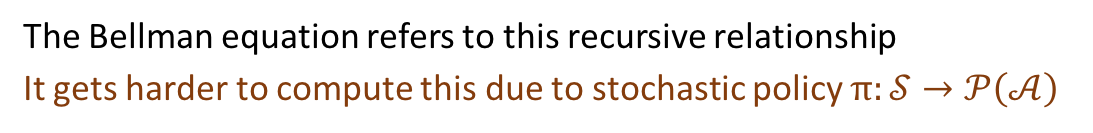 The Bellman equation refers to this recursive relationship
It gets harder to compute this due to stochastic policy π: 𝒮 → 𝒫(𝒜)